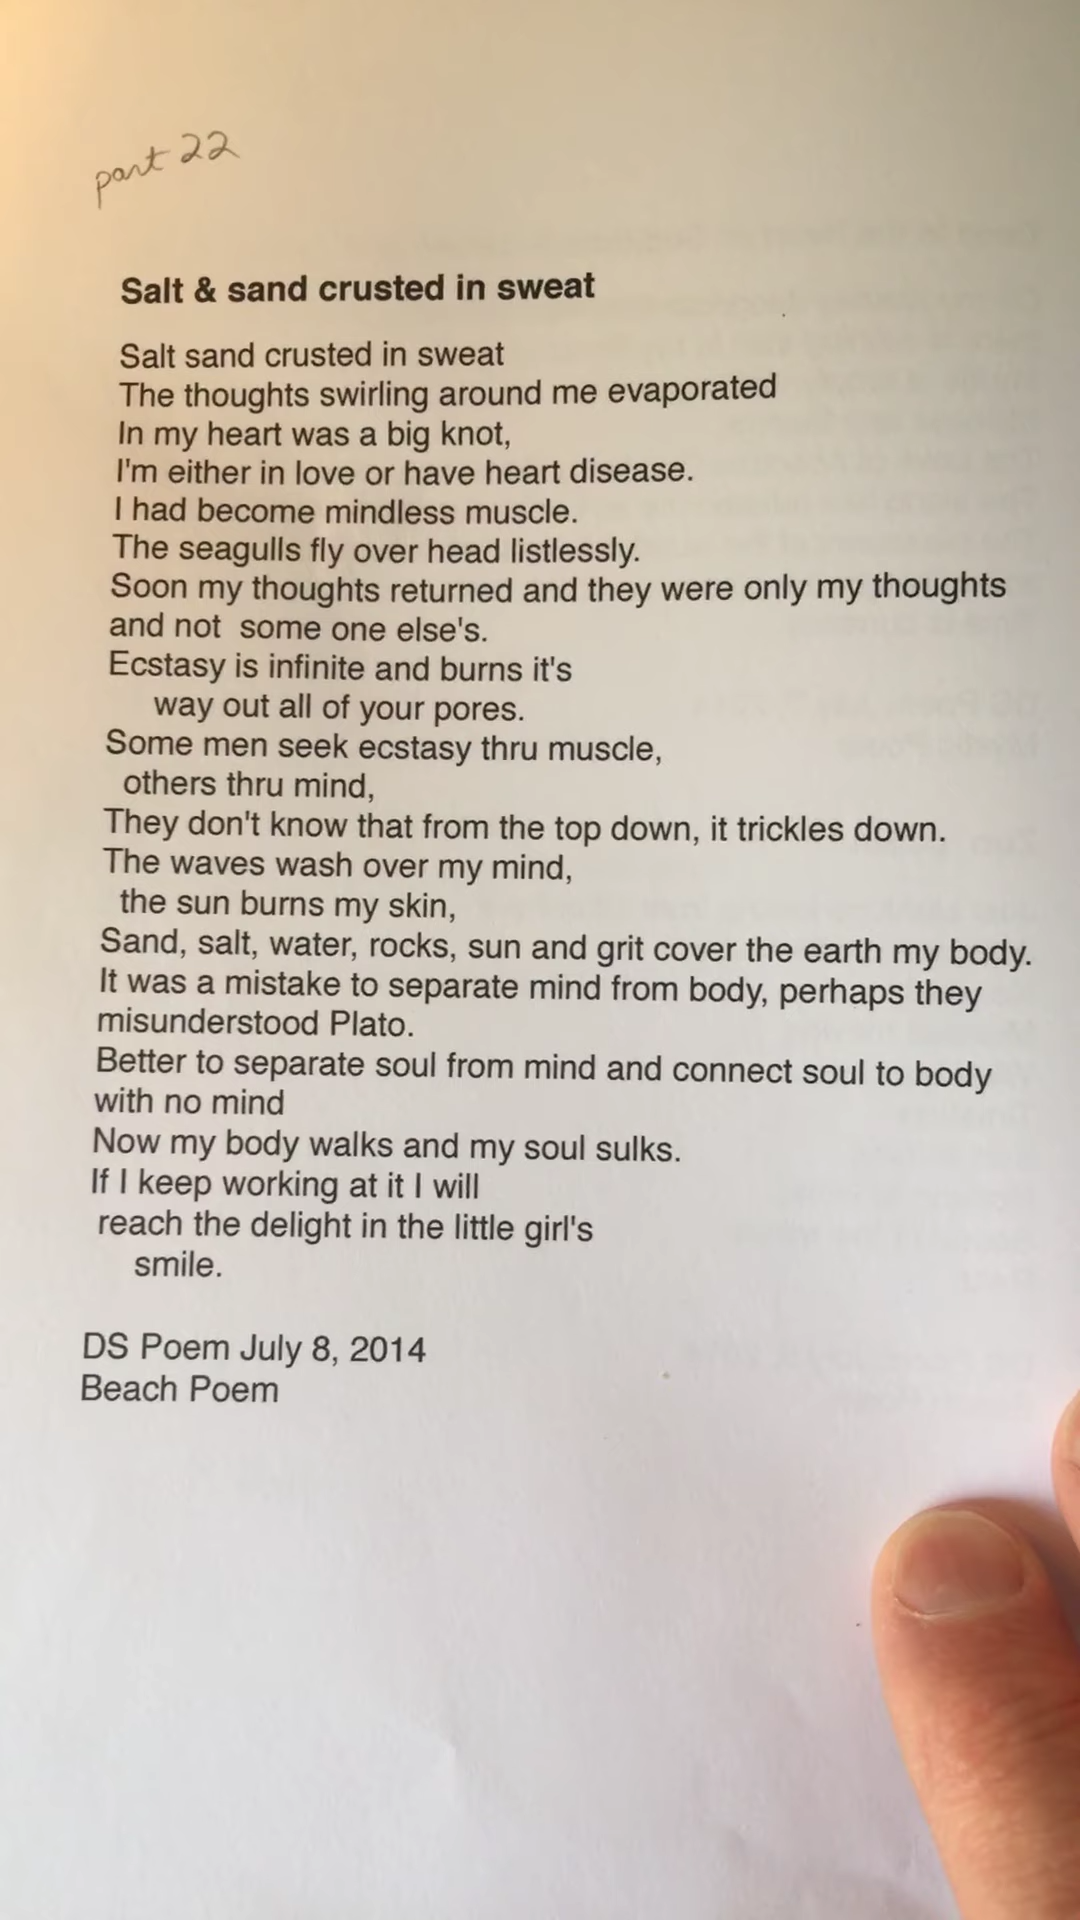 part 22
Salt & sand crusted in sweat
Salt sand crusted in sweat
The thoughts swirling around me evaporated
In my heart was a big knot,
I'm either in love or have heart disease.
I had become mindless muscle.
The seagulls fly over head listlessly.
Soon my thoughts returned and they were only my thoughts
and not  some one else's.
Ecstasy is infinite and burns it's
way out all of your pores.
Some men seek ecstasy thru muscle,
others thru mind,
They don't know that from the top down, it trickles down.
The waves wash over my mind,
the sun burns my skin,
Sand, salt, water, rocks, sun and grit cover the earth my body.
It was a mistake to separate mind from body, perhaps they
misunderstood Plato.
Better to separate soul from mind and connect soul to body
with no mind
Now my body walks and my soul sulks.
If I keep working at it I will
reach the delight in the little girl's
smile.
DS Poem July 8, 2014
Beach Poem